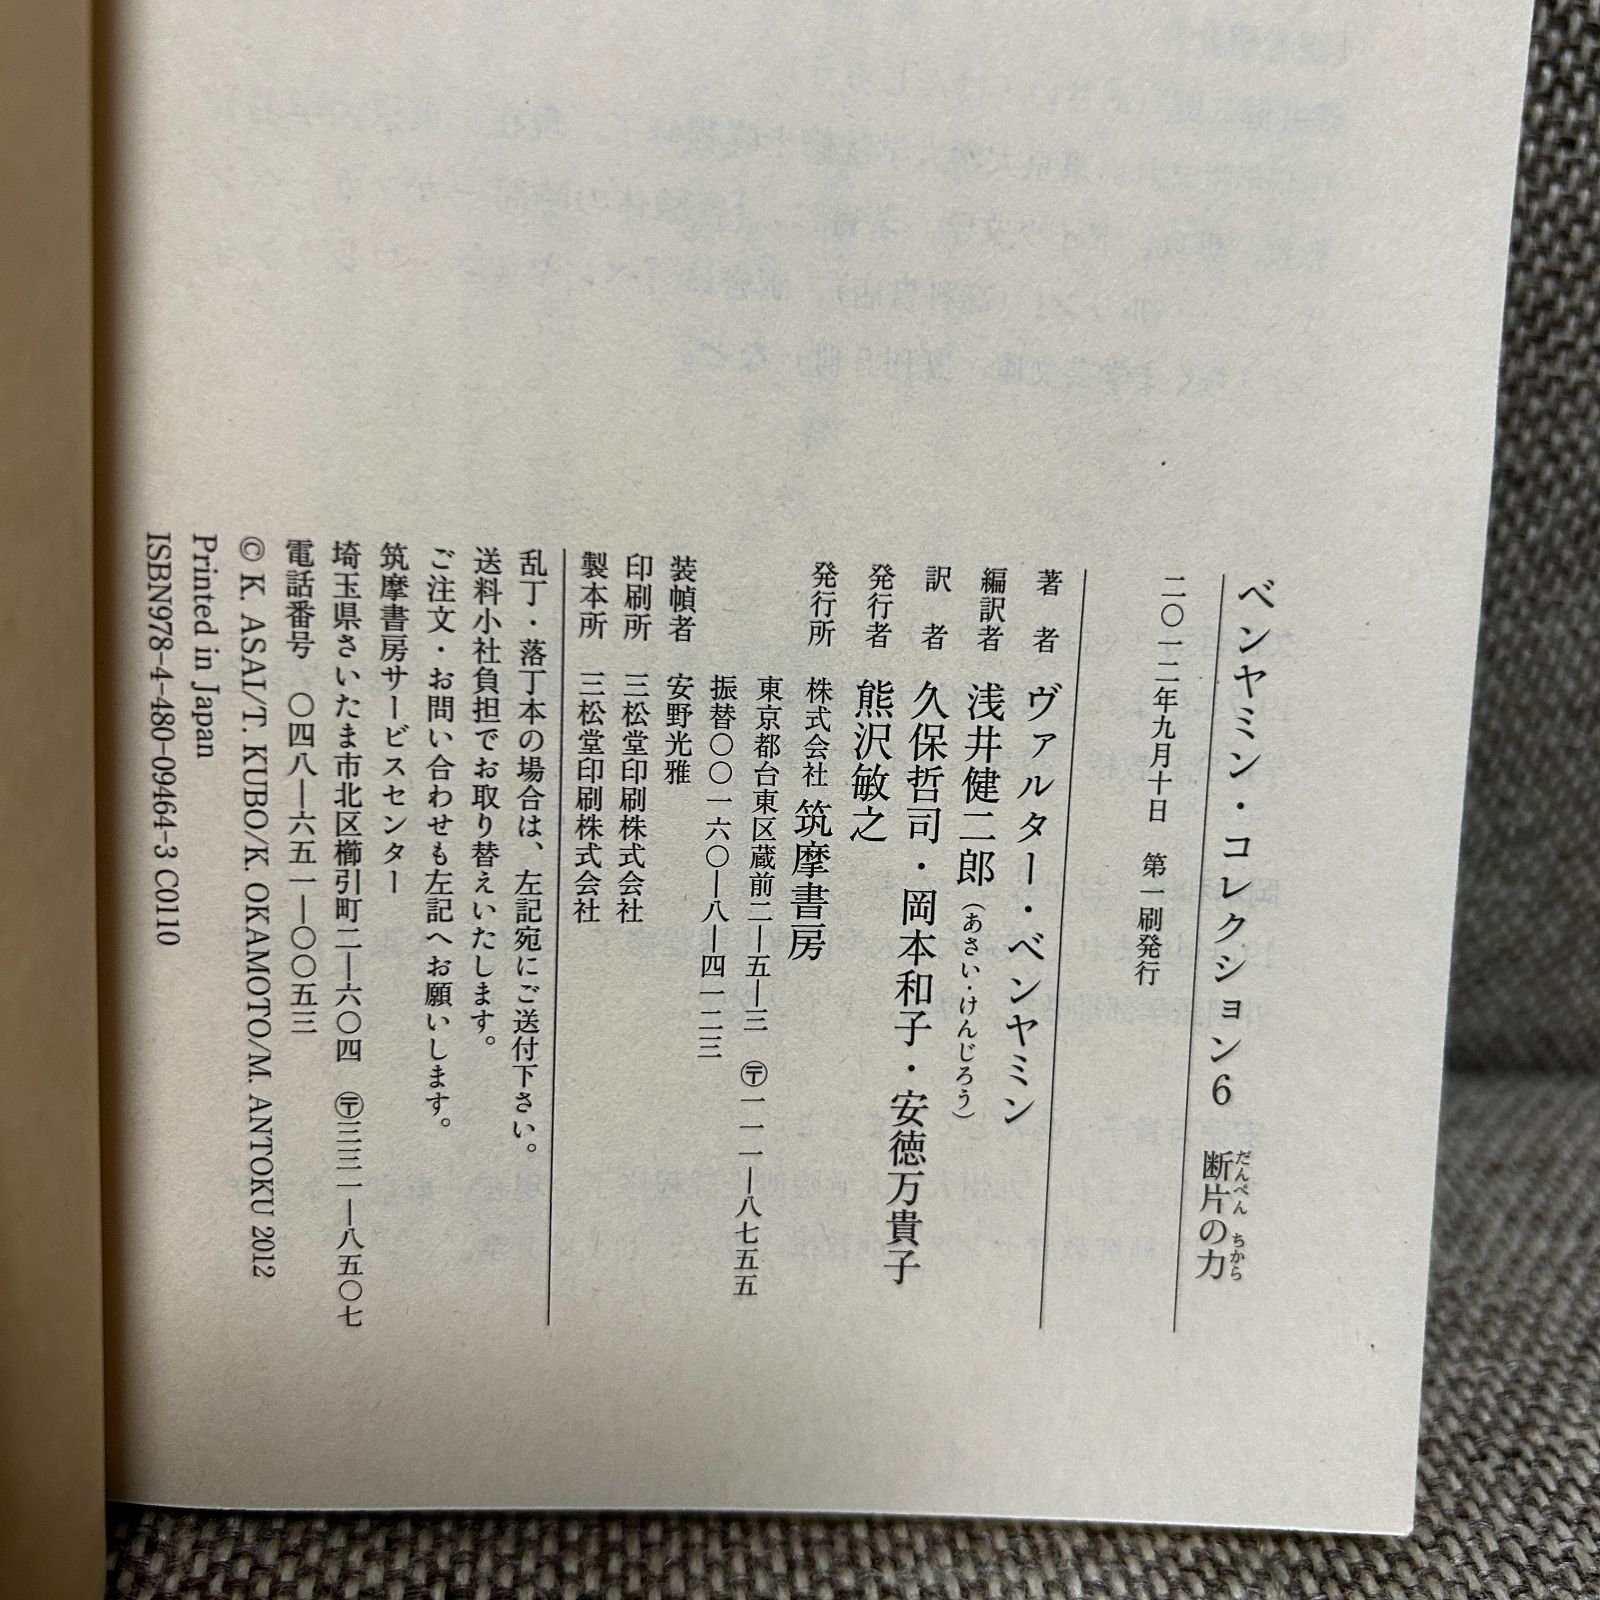 ベンヤミン・コレクション6　断片の力
だんぺん　ちから
二〇一二年九月十日　第一刷発行
著　者　ヴァルター・ベンヤミン
編訳者　浅井健二郎（あさい・けんじろう）
訳　者　久保哲司・岡本和子・安徳万貴子
発行者　熊沢敏之
発行所　株式会社 筑摩書房
東京都台東区蔵前二―五―三　〒一一一―八七五五
振替〇〇一六〇―八―四一二三
装幀者　安野光雅
印刷所　三松堂印刷株式会社
製本所　三松堂印刷株式会社
乱丁・落丁本の場合は、左記宛にご送付下さい。
送料小社負担でお取り替えいたします。
ご注文・お問い合わせも左記へお願いします。
筑摩書房サービスセンター
埼玉県さいたま市北区櫛引町二―六〇四　〒三三一―八五〇七
電話番号　〇四八―六五一―〇〇五三
© K. ASAI/T. KUBO/K. OKAMOTO/M. ANTOKU 2012
Printed in Japan
ISBN978-4-480-09464-3 C0110